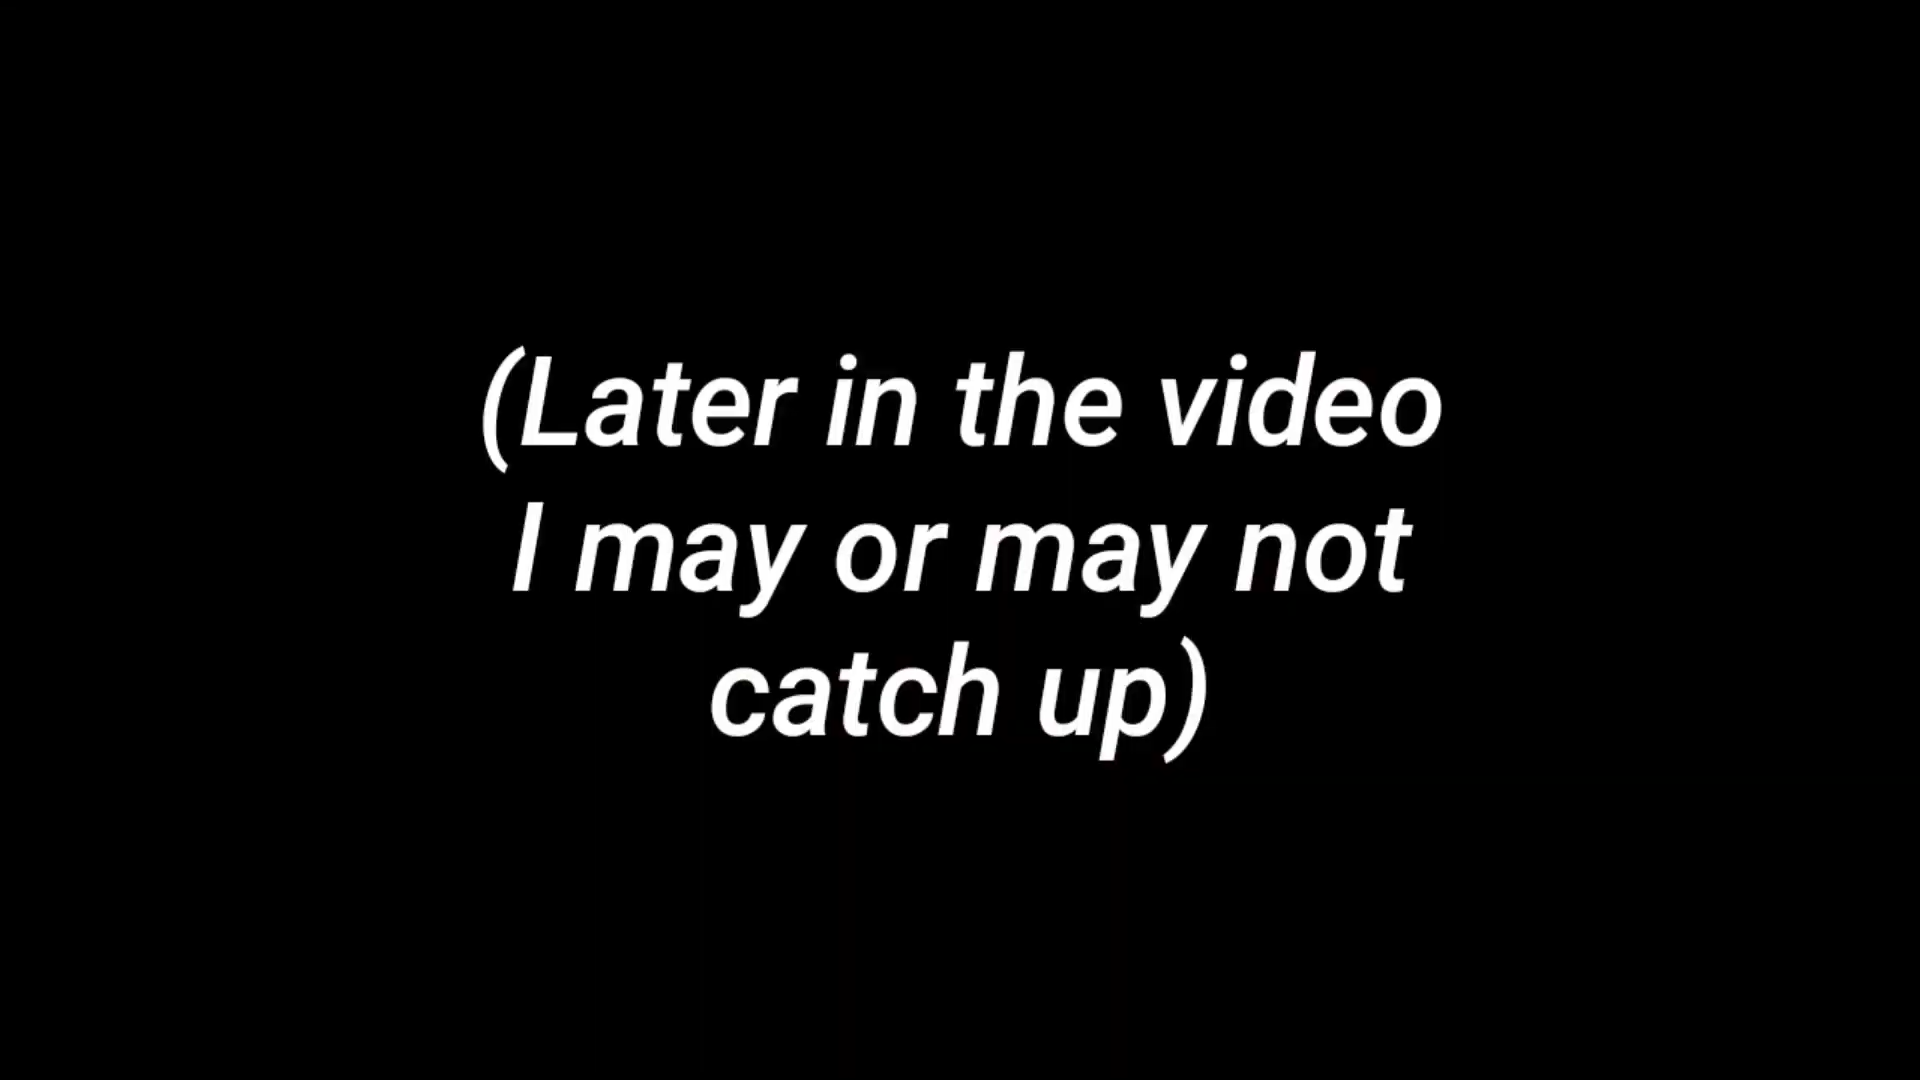 (Later in the video
I may or may not
catch up)